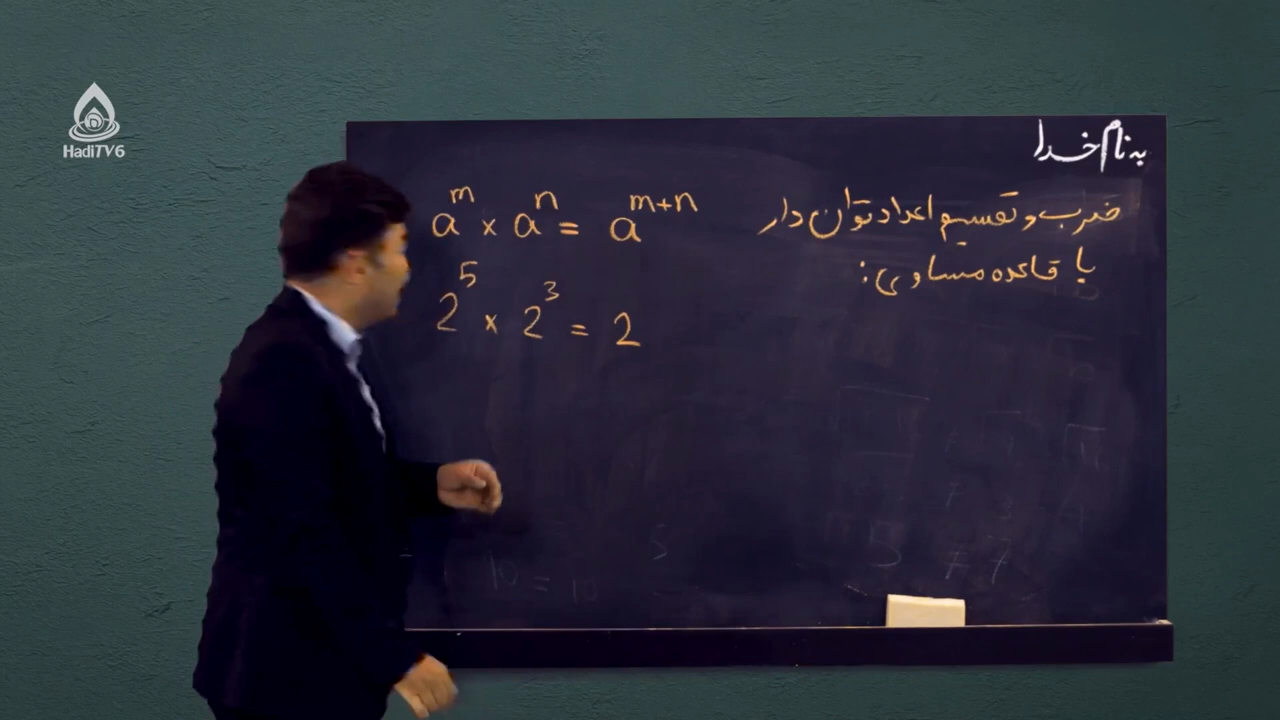 HadiTV6
به نام خدا
ضرب و تقسیم اعداد توان دار
با قاعده مساوی:
a^m × a^n = a^(m+n)
2^5 × 2^3 = 2